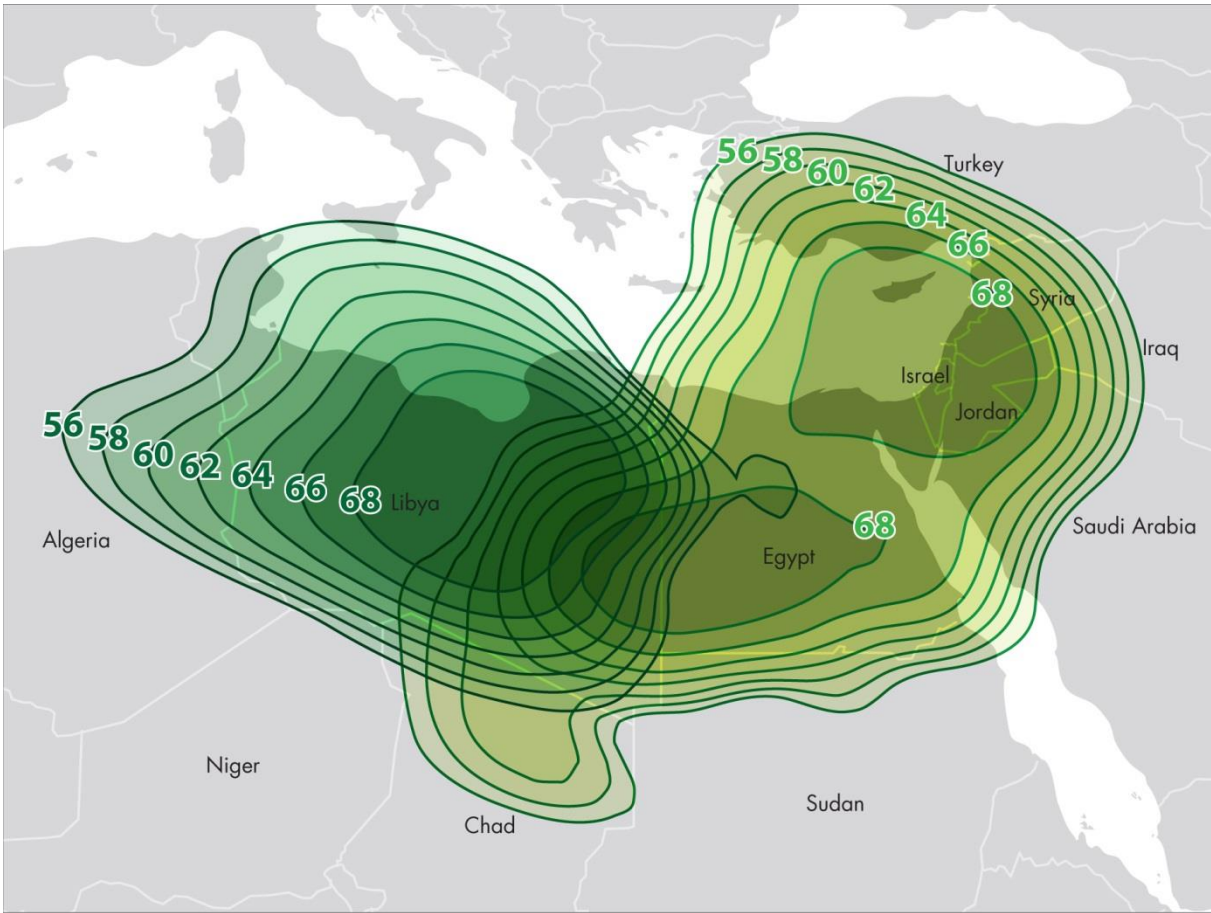 56
58
60
62
64
66
68
Turkey
Syria
Iraq
Israel
Jordan
56
58
60
62
64
66
68
Libya
Algeria
68
Saudi Arabia
Egypt
Niger
Chad
Sudan